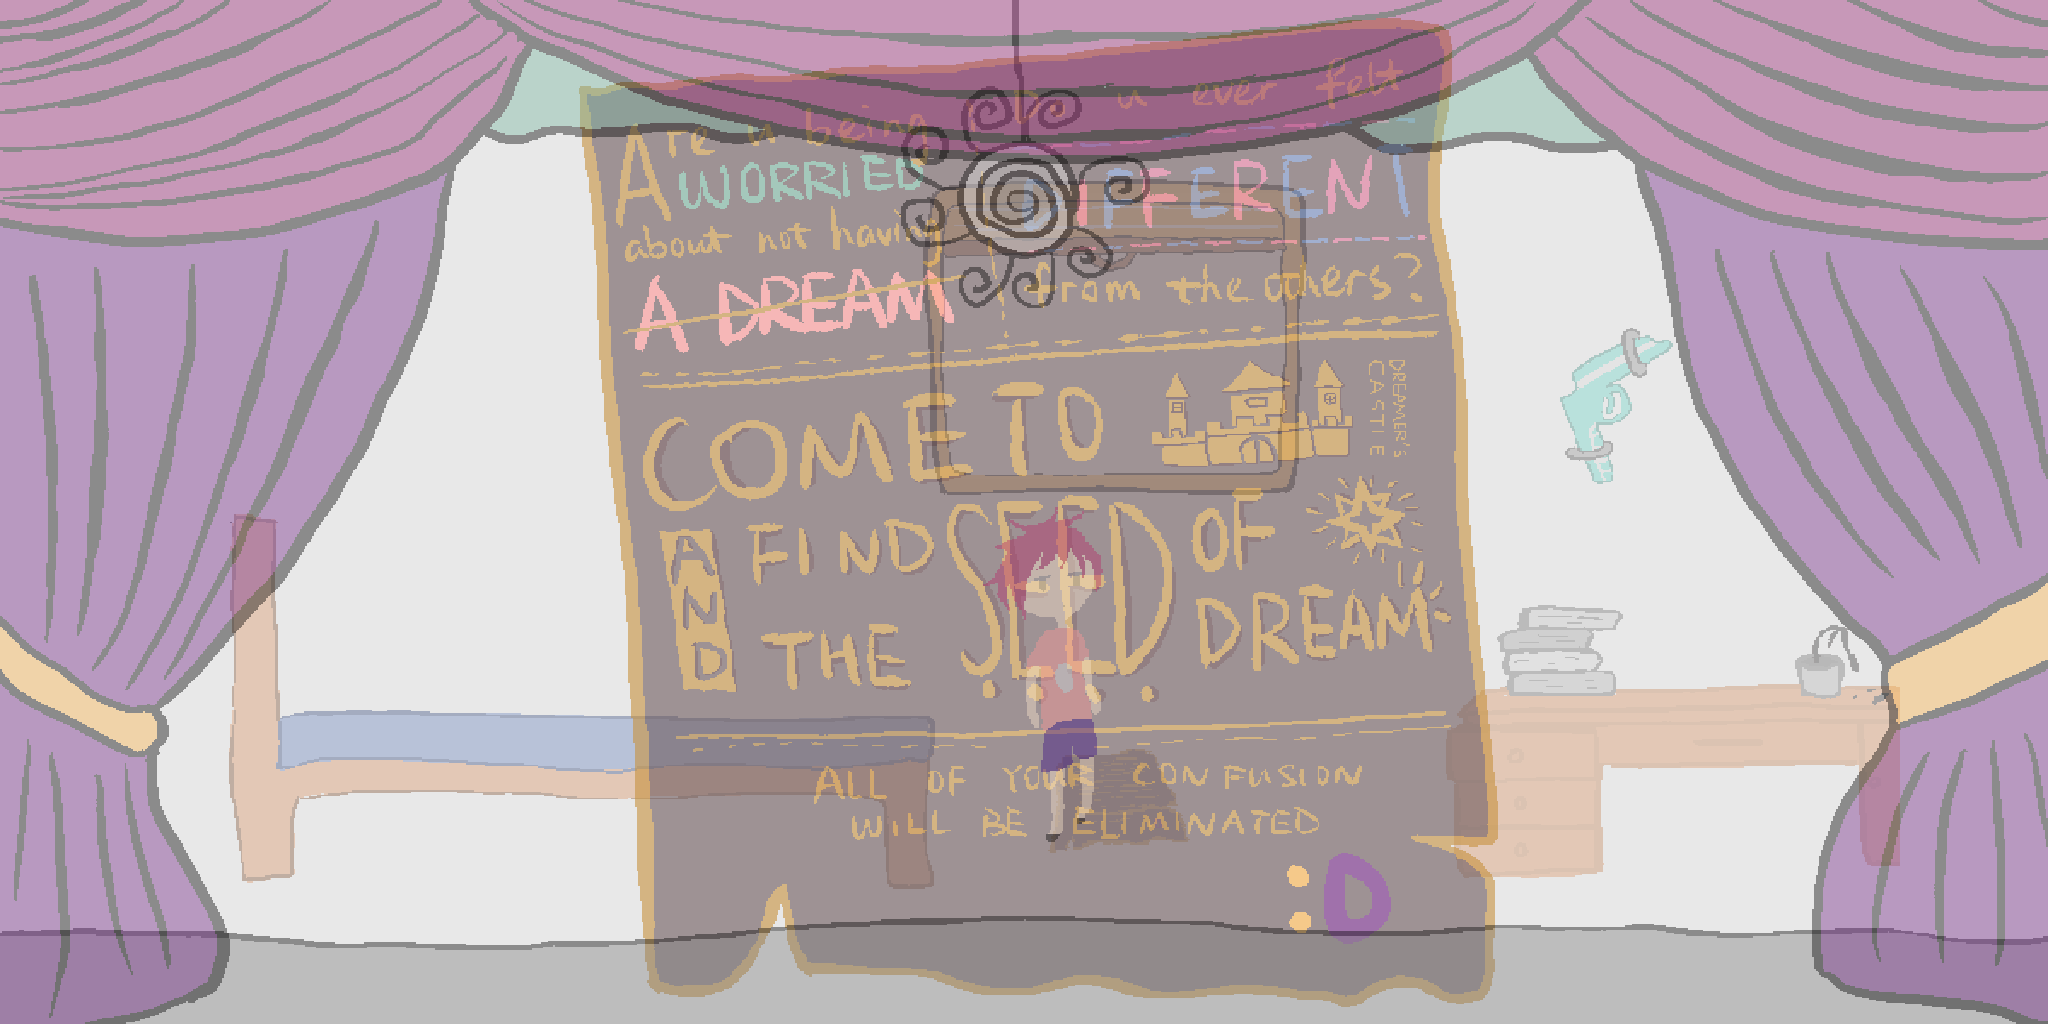 Are u being
WORRIED
about not having
A DREAM
u ever felt
DIFFERENT
from the others?
COME TO
DREAMER'S
CASTLE
AND
FIND
THE
SEED
OF
DREAM
ALL OF YOUR CONFUSION
WILL BE ELIMINATED
:D